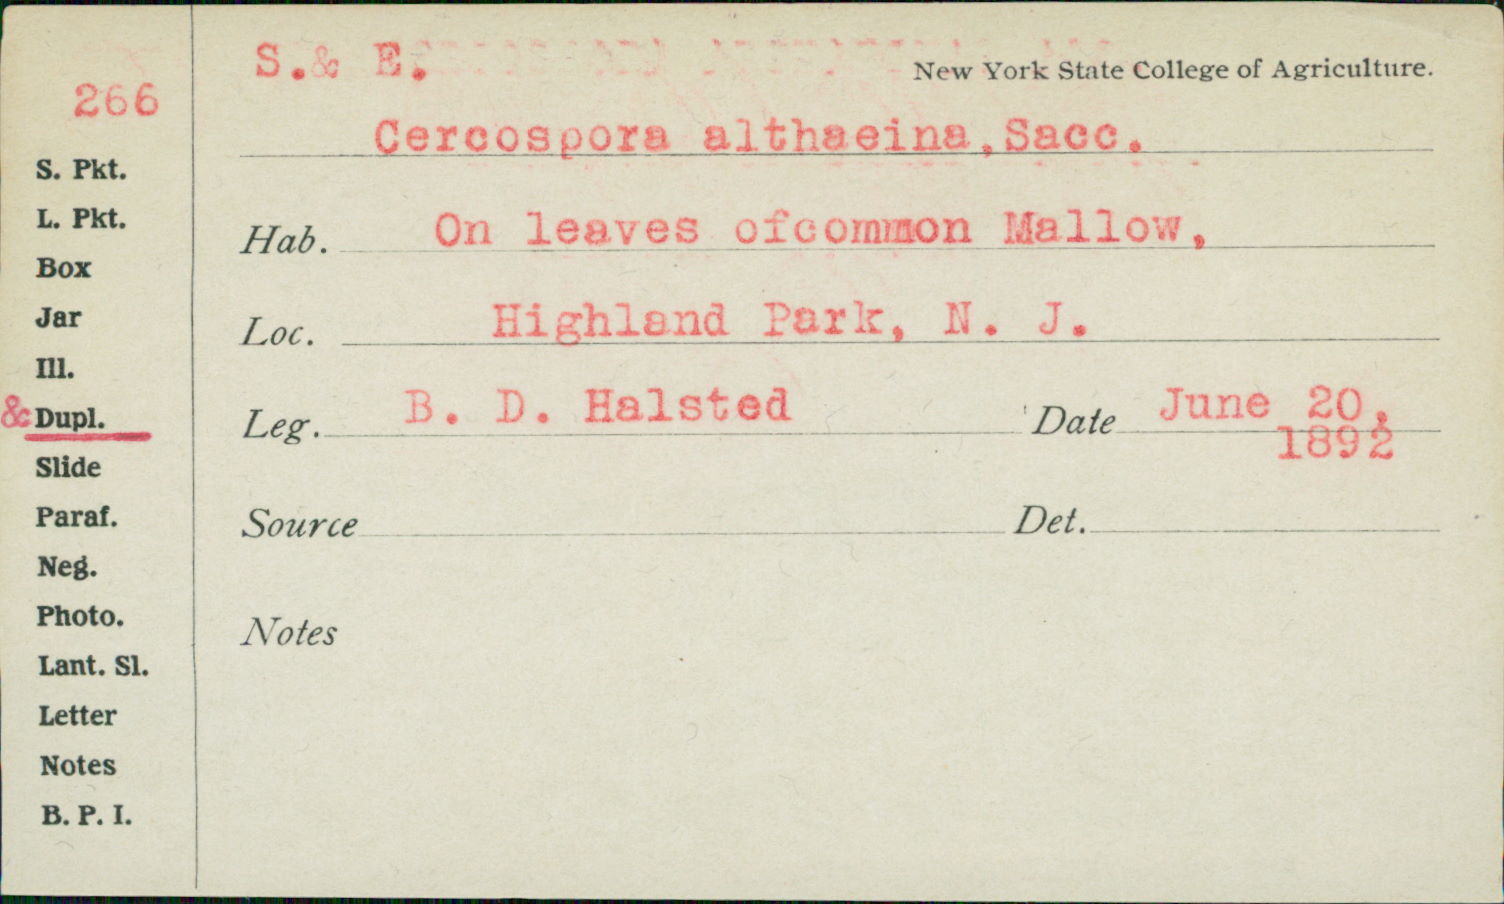 S.& E.
New York State College of Agriculture.
266
Cercospora althaeina,Sacc.
S. Pkt.
L. Pkt.
Hab. On leaves ofcommon Mallow,
Box
Jar
Loc. Highland Park, N. J.
Ill.
& Dupl.
Leg. B. D. Halsted Date June 20,
1892
Slide
Paraf.
Source Det.
Neg.
Photo.
Notes
Lant. Sl.
Letter
Notes
B. P. I.